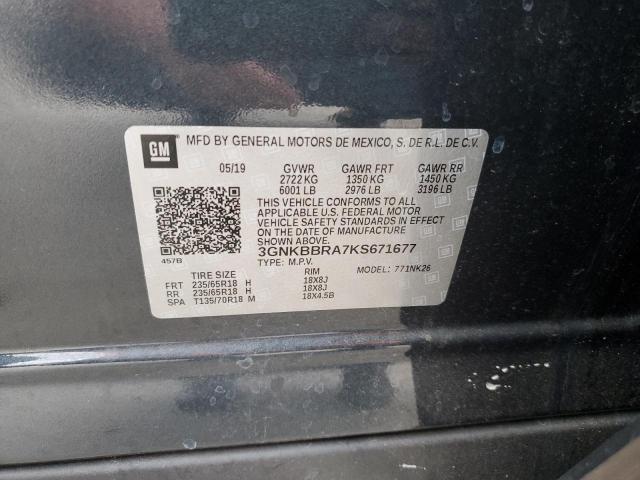 GM
MFD BY GENERAL MOTORS DE MEXICO, S. DE R.L. DE C.V.
05/19 GVWR GAWR FRT GAWR RR
2722 KG 1350 KG 1450 KG
6001 LB 2976 LB 3196 LB
THIS VEHICLE CONFORMS TO ALL
APPLICABLE U.S. FEDERAL MOTOR
VEHICLE SAFETY STANDARDS IN EFFECT
ON THE DATE OF MANUFACTURE
SHOWN ABOVE.
3GNKBBRA7KS671677
457B
TYPE: M.P.V. MODEL: 771NK26
TIRE SIZE RIM
FRT 235/65R18 H 18X8J
RR 235/65R18 H 18X8J
SPA T135/70R18 M 18X4.5B